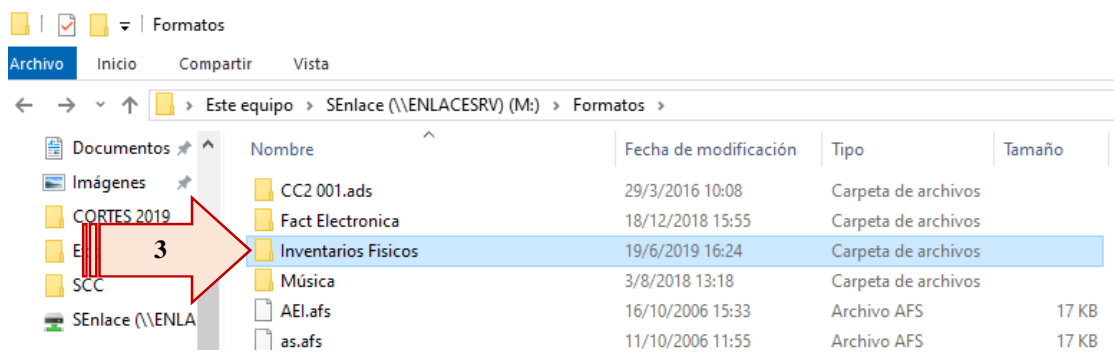 Formatos
Archivo Inicio Compartir Vista
Este equipo > SEnlace (\\ENLACESRV) (M:) > Formatos >
Documentos Nombre Fecha de modificación Tipo Tamaño
Imágenes CC2 001.ads 29/3/2016 10:08 Carpeta de archivos
CORTES 2019 Fact Electronica 18/12/2018 15:55 Carpeta de archivos
3 Inventarios Fisicos 19/6/2019 16:24 Carpeta de archivos
SCC Música 3/8/2018 13:18 Carpeta de archivos
AEI.afs 16/10/2006 15:33 Archivo AFS 17 KB
SEnlace (\\ENLA as.afs 11/10/2006 11:55 Archivo AFS 17 KB